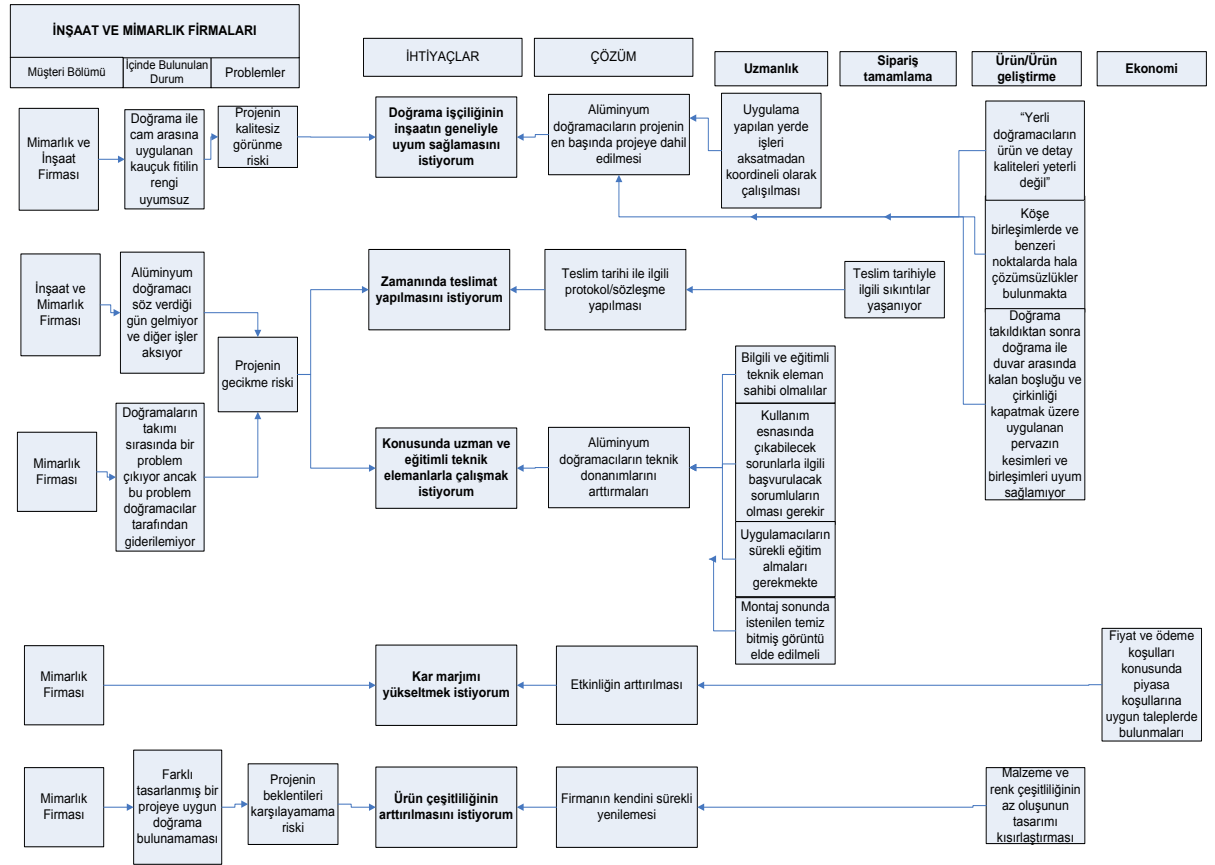 İNŞAAT VE MİMARLIK FİRMALARI
Müşteri Bölümü
İçinde Bulunulan
Durum
Problemler
İHTİYAÇLAR
ÇÖZÜM
Uzmanlık
Sipariş
tamamlama
Ürün/Ürün
geliştirme
Ekonomi
Mimarlık ve
İnşaat
Firması
Doğrama ile
cam arasına
uygulanan
kauçuk fitilin
rengi
uyumsuz
Projenin
kalitesiz
görünme
riski
Doğrama işçiliğinin
inşaatın geneliyle
uyum sağlamasını
istiyorum
Alüminyum
doğramacıların projenin
en başında projeye dahil
edilmesi
Uygulama
yapılan yerde
işleri
aksatmadan
koordineli olarak
çalışılması
“Yerli
doğramacıların
ürün ve detay
kaliteleri yeterli
değil”
Köşe
birleşimlerde ve
benzeri
noktalarda hala
çözümsüzlükler
bulunmakta
Doğrama
takıldıktan sonra
doğrama ile
duvar arasında
kalan boşluğu ve
çirkinliği
kapatmak üzere
uygulanan
pervazın
kesimleri ve
birleşimleri uyum
sağlamıyor
İnşaat ve
Mimarlık
Firması
Alüminyum
doğramacı
söz verdiği
gün gelmiyor
ve diğer işler
aksıyor
Projenin
gecikme riski
Zamanında teslimat
yapılmasını istiyorum
Teslim tarihi ile ilgili
protokol/sözleşme
yapılması
Teslim tarihiyle
ilgili sıkıntılar
yaşanıyor
Mimarlık
Firması
Doğramaların
takımı
sırasında bir
problem
çıkıyor ancak
bu problem
doğramacılar
tarafından
giderilemiyor
Konusunda uzman ve
eğitimli teknik
elemanlarla çalışmak
istiyorum
Alüminyum
doğramacıların teknik
donanımlarını
arttırmaları
Bilgili ve eğitimli
teknik eleman
sahibi olmalılar
Kullanım
esnasında
çıkabilecek
sorunlarla ilgili
başvurulacak
sorumluların
olması gerekir
Uygulamacıların
sürekli eğitim
almaları
gerekmekte
Montaj sonunda
istenilen temiz
bitmiş görüntü
elde edilmeli
Mimarlık
Firması
Kar marjımı
yükseltmek istiyorum
Etkinliğin arttırılması
Fiyat ve ödeme
koşulları
konusunda
piyasa
koşullarına
uygun taleplerde
bulunmaları
Mimarlık
Firması
Farklı
tasarlanmış bir
projeye uygun
doğrama
bulunamaması
Projenin
beklentileri
karşılayamama
riski
Ürün çeşitliliğinin
arttırılmasını istiyorum
Firmanın kendini sürekli
yenilemesi
Malzeme ve
renk çeşitliliğinin
az oluşunun
tasarımı
kısırlaştırması